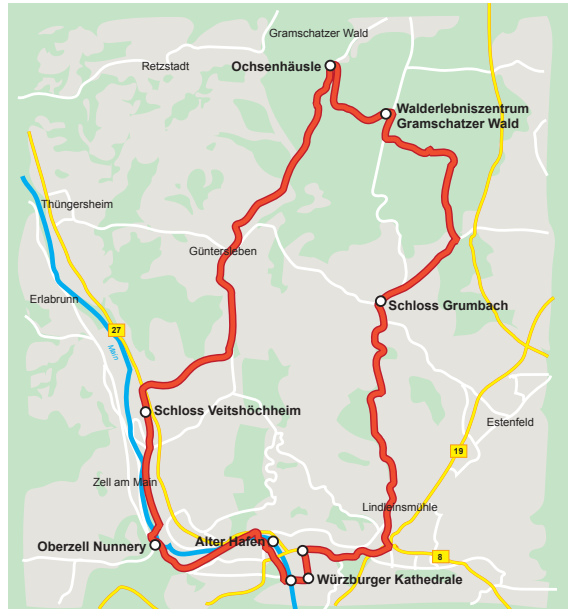 Gramschatzer Wald
Retzstadt
Ochsenhäusle
Walderlebniszentrum
Gramschatzer Wald
Thüngersheim
Güntersleben
Erlabrunn
Schloss Grumbach
27
Main
Schloss Veitshöchheim
Estenfeld
19
Zell am Main
Lindleinsmühle
Oberzell Nunnery
Alter Hafen
8
Würzburger Kathedrale